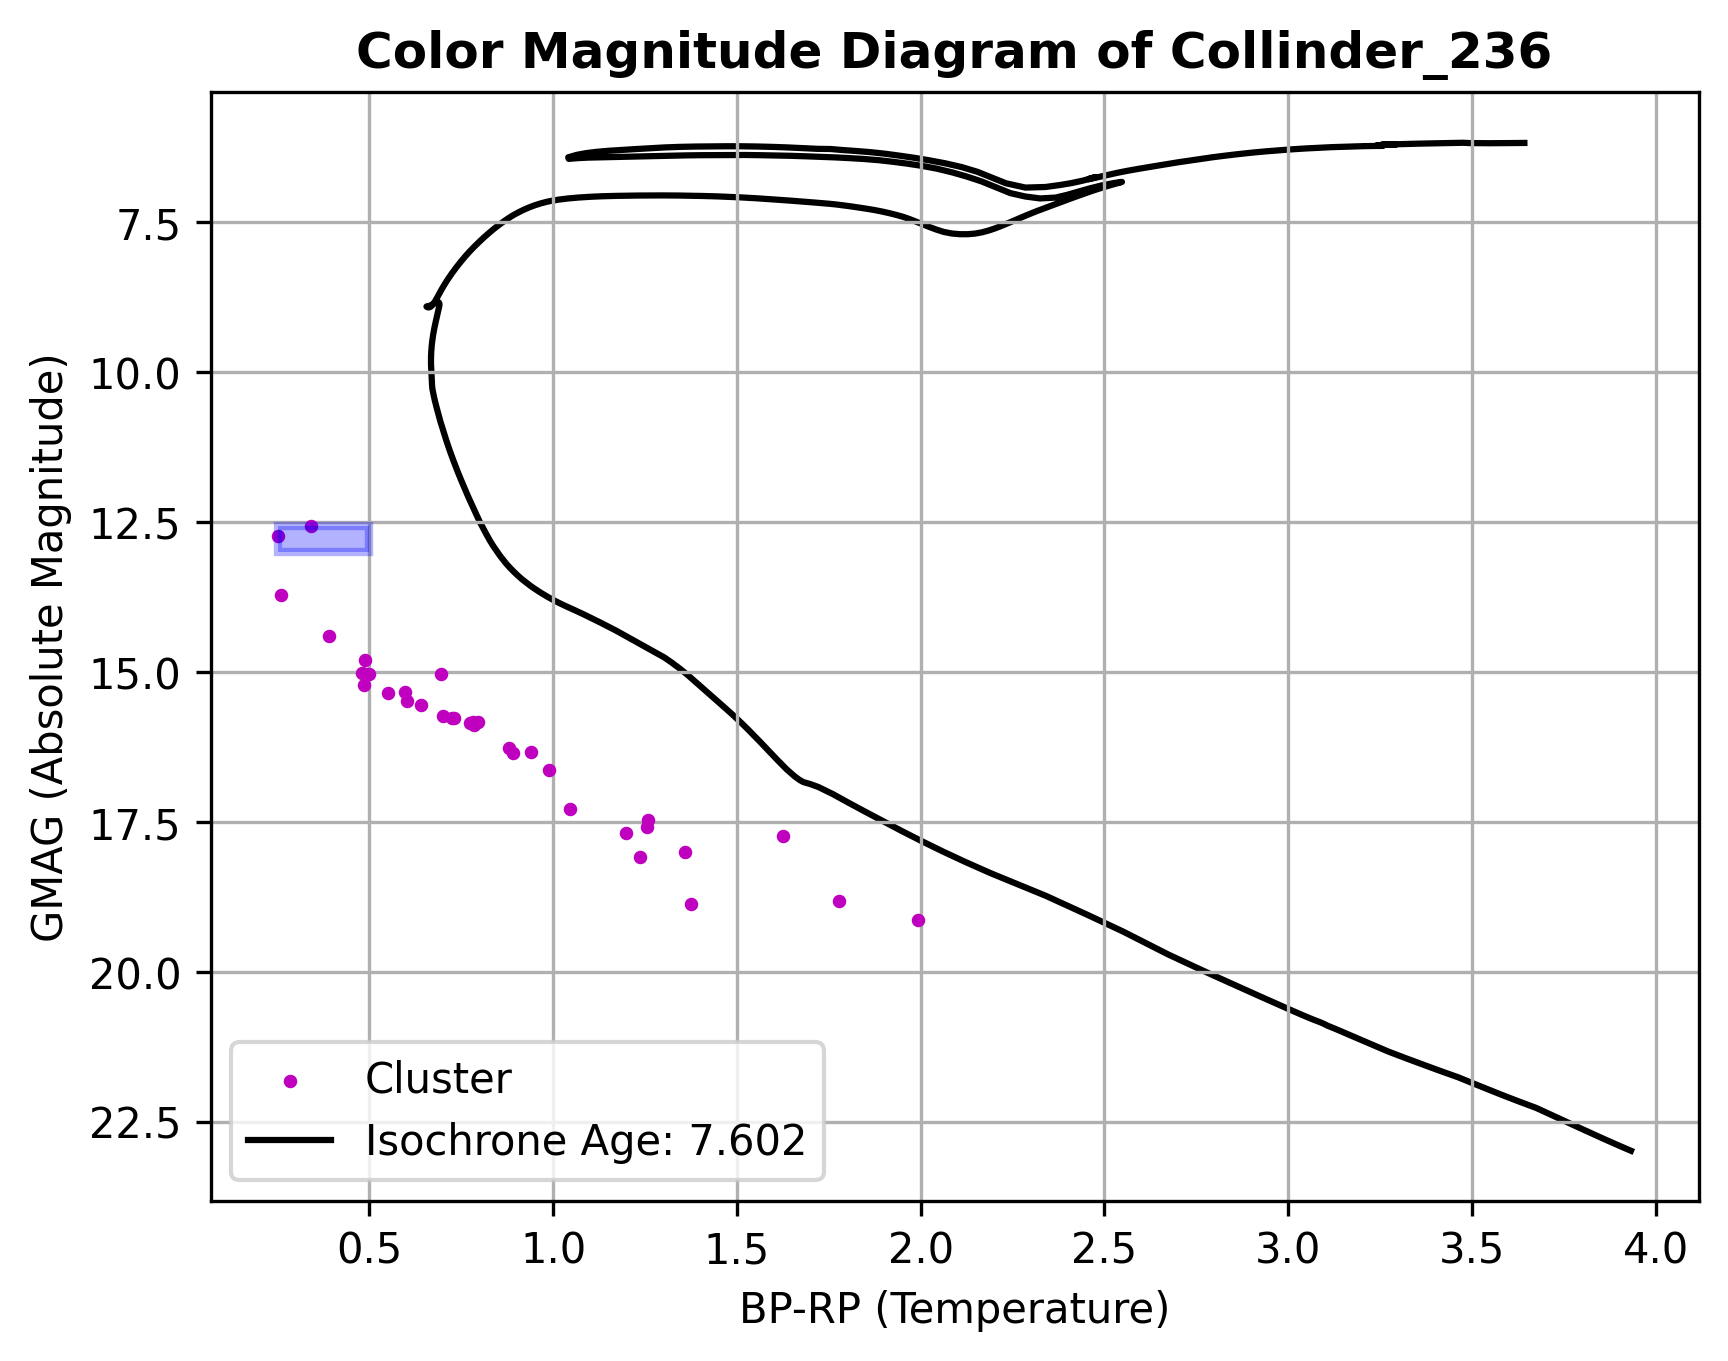 Color Magnitude Diagram of Collinder_236
GMAG (Absolute Magnitude)
7.5
10.0
12.5
15.0
17.5
20.0
22.5
Cluster
Isochrone Age: 7.602
0.5 1.0 1.5 2.0 2.5 3.0 3.5 4.0
BP-RP (Temperature)